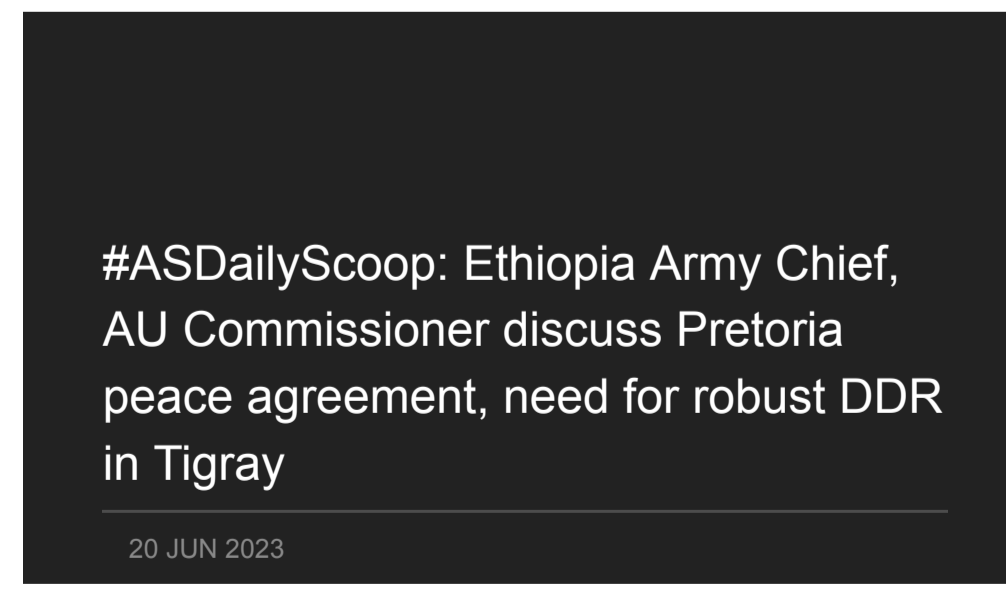 #ASDailyScoop: Ethiopia Army Chief,
AU Commissioner discuss Pretoria
peace agreement, need for robust DDR
in Tigray
20 JUN 2023